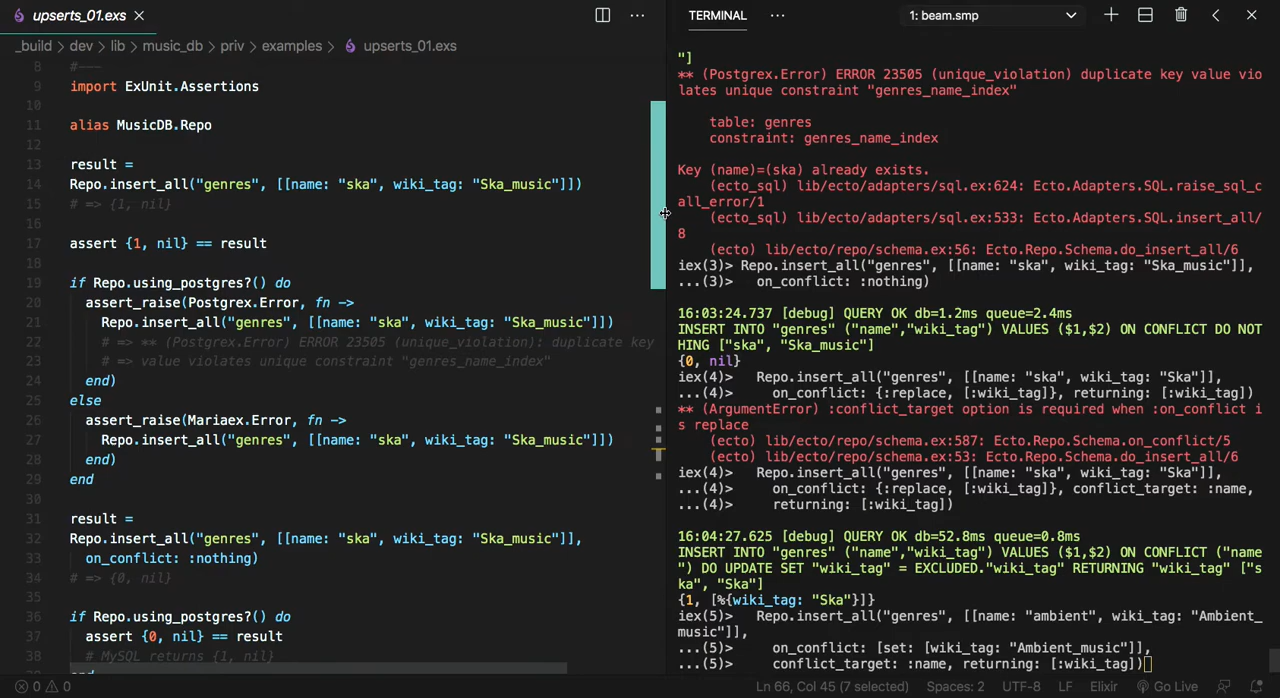 upserts_01.exs
_build > dev > lib > music_db > priv > examples > upserts_01.exs
8 #---
9 import ExUnit.Assertions
10
11 alias MusicDB.Repo
12
13 result =
14 Repo.insert_all("genres", [[name: "ska", wiki_tag: "Ska_music"]])
15 # => {1, nil}
16
17 assert {1, nil} == result
18
19 if Repo.using_postgres?() do
20 assert_raise(Postgrex.Error, fn ->
21 Repo.insert_all("genres", [[name: "ska", wiki_tag: "Ska_music"]])
22 # => ** (Postgrex.Error) ERROR 23505 (unique_violation): duplicate key
23 # => value violates unique constraint "genres_name_index"
24 end)
25 else
26 assert_raise(Mariaex.Error, fn ->
27 Repo.insert_all("genres", [[name: "ska", wiki_tag: "Ska_music"]])
28 end)
29 end
30
31 result =
32 Repo.insert_all("genres", [[name: "ska", wiki_tag: "Ska_music"]],
33 on_conflict: :nothing)
34 # => {0, nil}
35
36 if Repo.using_postgres?() do
37 assert {0, nil} == result
38 # MySQL returns {1, nil}
TERMINAL ··· 1: beam.smp
"]
** (Postgrex.Error) ERROR 23505 (unique_violation) duplicate key value vio
lates unique constraint "genres_name_index"
table: genres
constraint: genres_name_index
Key (name)=(ska) already exists.
(ecto_sql) lib/ecto/adapters/sql.ex:624: Ecto.Adapters.SQL.raise_sql_c
all_error/1
(ecto_sql) lib/ecto/adapters/sql.ex:533: Ecto.Adapters.SQL.insert_all/
8
(ecto) lib/ecto/repo/schema.ex:56: Ecto.Repo.Schema.do_insert_all/6
iex(3)> Repo.insert_all("genres", [[name: "ska", wiki_tag: "Ska_music"]],
...(3)> on_conflict: :nothing)
16:03:24.737 [debug] QUERY OK db=1.2ms queue=2.4ms
INSERT INTO "genres" ("name","wiki_tag") VALUES ($1,$2) ON CONFLICT DO NOT
HING ["ska", "Ska_music"]
{0, nil}
iex(4)> Repo.insert_all("genres", [[name: "ska", wiki_tag: "Ska"]],
...(4)> on_conflict: {:replace, [:wiki_tag]}, returning: [:wiki_tag])
** (ArgumentError) :conflict_target option is required when :on_conflict i
s replace
(ecto) lib/ecto/repo/schema.ex:587: Ecto.Repo.Schema.on_conflict/5
(ecto) lib/ecto/repo/schema.ex:53: Ecto.Repo.Schema.do_insert_all/6
iex(4)> Repo.insert_all("genres", [[name: "ska", wiki_tag: "Ska"]],
...(4)> on_conflict: {:replace, [:wiki_tag]}, conflict_target: :name,
...(4)> returning: [:wiki_tag])
16:04:27.625 [debug] QUERY OK db=52.8ms queue=0.8ms
INSERT INTO "genres" ("name","wiki_tag") VALUES ($1,$2) ON CONFLICT ("name
") DO UPDATE SET "wiki_tag" = EXCLUDED."wiki_tag" RETURNING "wiki_tag" ["s
ka", "Ska"]
{1, [%{wiki_tag: "Ska"}]}
iex(5)> Repo.insert_all("genres", [[name: "ambient", wiki_tag: "Ambient_
music"]],
...(5)> on_conflict: [set: [wiki_tag: "Ambient_music"]],
...(5)> conflict_target: :name, returning: [:wiki_tag])
0 0 Ln 66, Col 45 (7 selected) Spaces: 2 UTF-8 LF Elixir Go Live